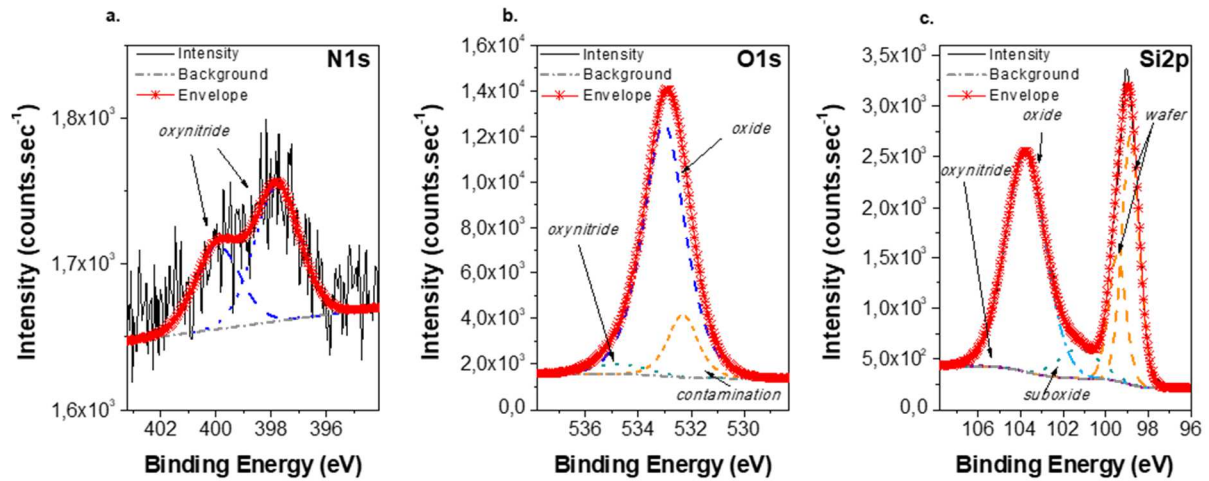 a.
N1s
Intensity
Background
Envelope
oxynitride
Intensity (counts.sec⁻¹)
1,8x10³
1,7x10³
1,6x10³
402 400 398 396
Binding Energy (eV)
b.
O1s
Intensity
Background
Envelope
oxide
oxynitride
contamination
Intensity (counts.sec⁻¹)
1,6x10⁴
1,4x10⁴
1,2x10⁴
1,0x10⁴
8,0x10³
6,0x10³
4,0x10³
2,0x10³
0,0
536 534 532 530
Binding Energy (eV)
c.
Si2p
Intensity
Background
Envelope
oxide
wafer
oxynitride
suboxide
Intensity (counts.sec⁻¹)
3,5x10³
3,0x10³
2,5x10³
2,0x10³
1,5x10³
1,0x10³
5,0x10²
0,0
106 104 102 100 98 96
Binding Energy (eV)